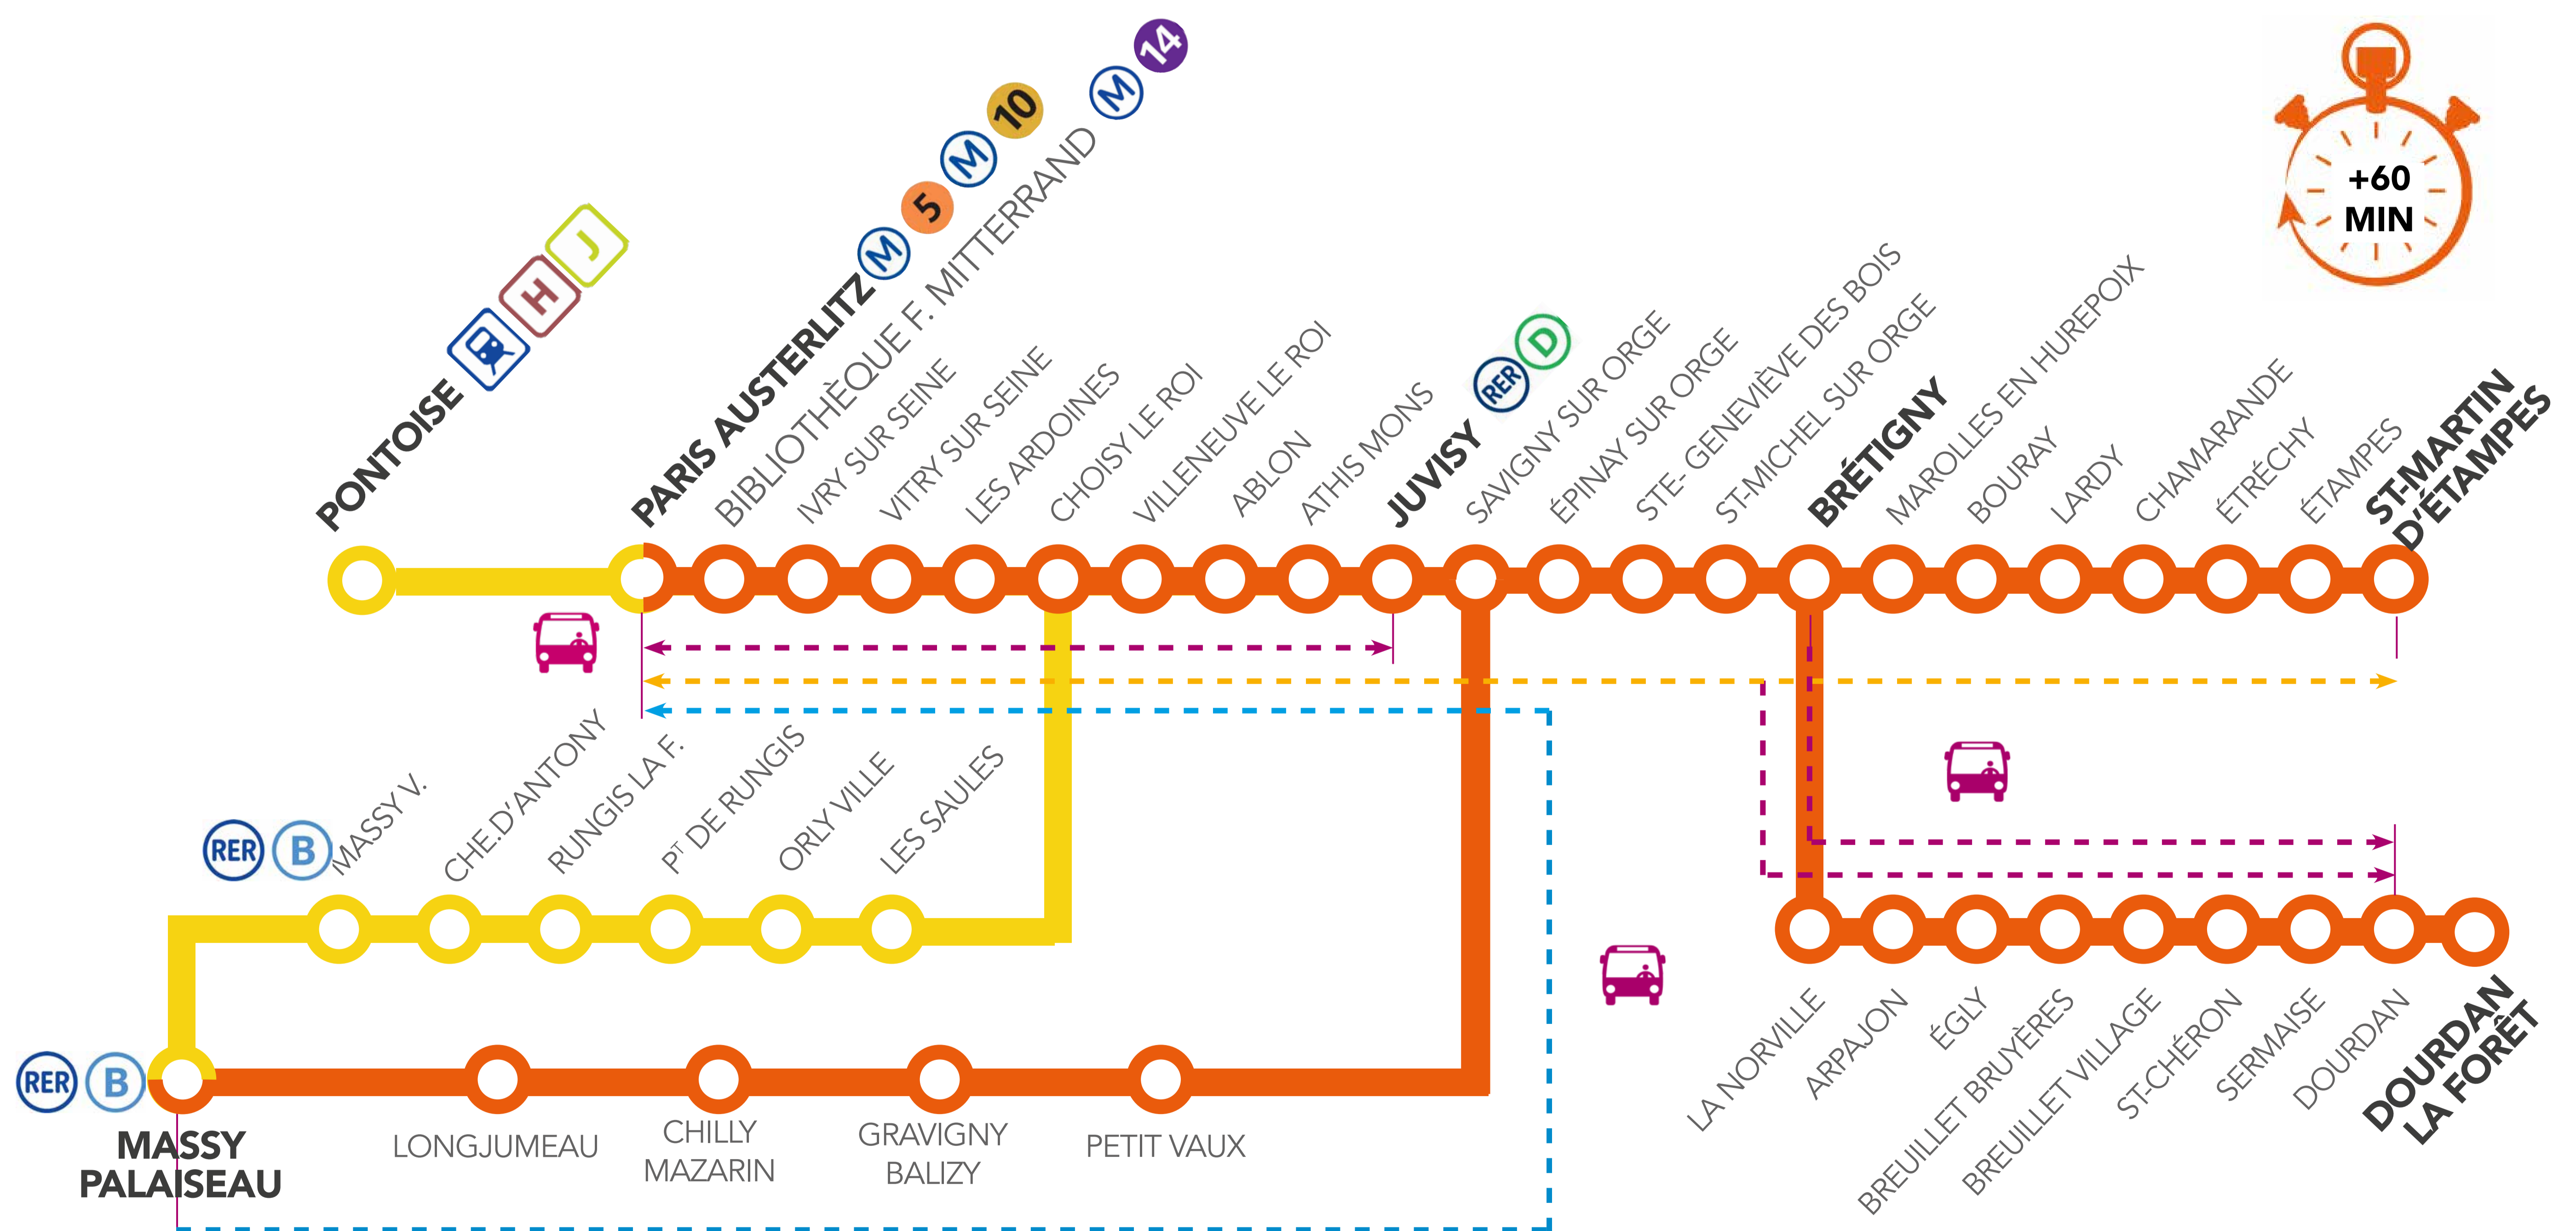 M 14
M 10
M 5
+60
MIN
J
H
PONTOISE
PARIS AUSTERLITZ
BIBLIOTHÈQUE F. MITTERRAND
IVRY SUR SEINE
VITRY SUR SEINE
LES ARDOINES
CHOISY LE ROI
VILLENEUVE LE ROI
ABLON
ATHIS MONS
JUVISY
RER D
SAVIGNY SUR ORGE
ÉPINAY SUR ORGE
STE- GENEVIÈVE DES BOIS
ST-MICHEL SUR ORGE
BRÉTIGNY
MAROLLES EN HUREPOIX
BOURAY
LARDY
CHAMARANDE
ÉTRÉCHY
ÉTAMPES
ST-MARTIN
D'ÉTAMPES
RER B
MASSY V.
CHE.D'ANTONY
RUNGIS LA F.
PT DE RUNGIS
ORLY VILLE
LES SAULES
RER B
MASSY
PALAISEAU
LONGJUMEAU
CHILLY
MAZARIN
GRAVIGNY
BALIZY
PETIT VAUX
LA NORVILLE
ARPAJON
ÉGLY
BREUILLET BRUYÈRES
BREUILLET VILLAGE
ST-CHÉRON
SERMAISE
DOURDAN
DOURDAN
LA FORÊT